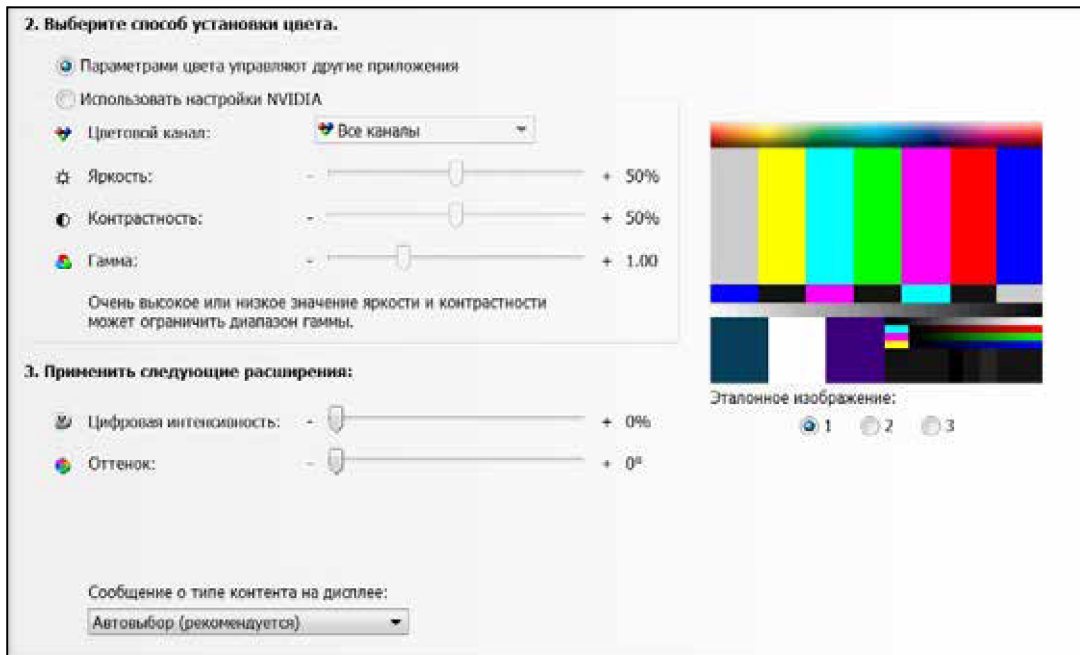 2. Выберите способ установки цвета.
Параметрами цвета управляют другие приложения
Использовать настройки NVIDIA
Цветовой канал: Все каналы
Яркость: - + 50%
Контрастность: - + 50%
Гамма: - + 1.00
Очень высокое или низкое значение яркости и контрастности
может ограничить диапазон гаммы.
3. Применить следующие расширения:
Цифровая интенсивность: - + 0%
Оттенок: - + 0°
Эталонное изображение:
1 2 3
Сообщение о типе контента на дисплее:
Автовыбор (рекомендуется)